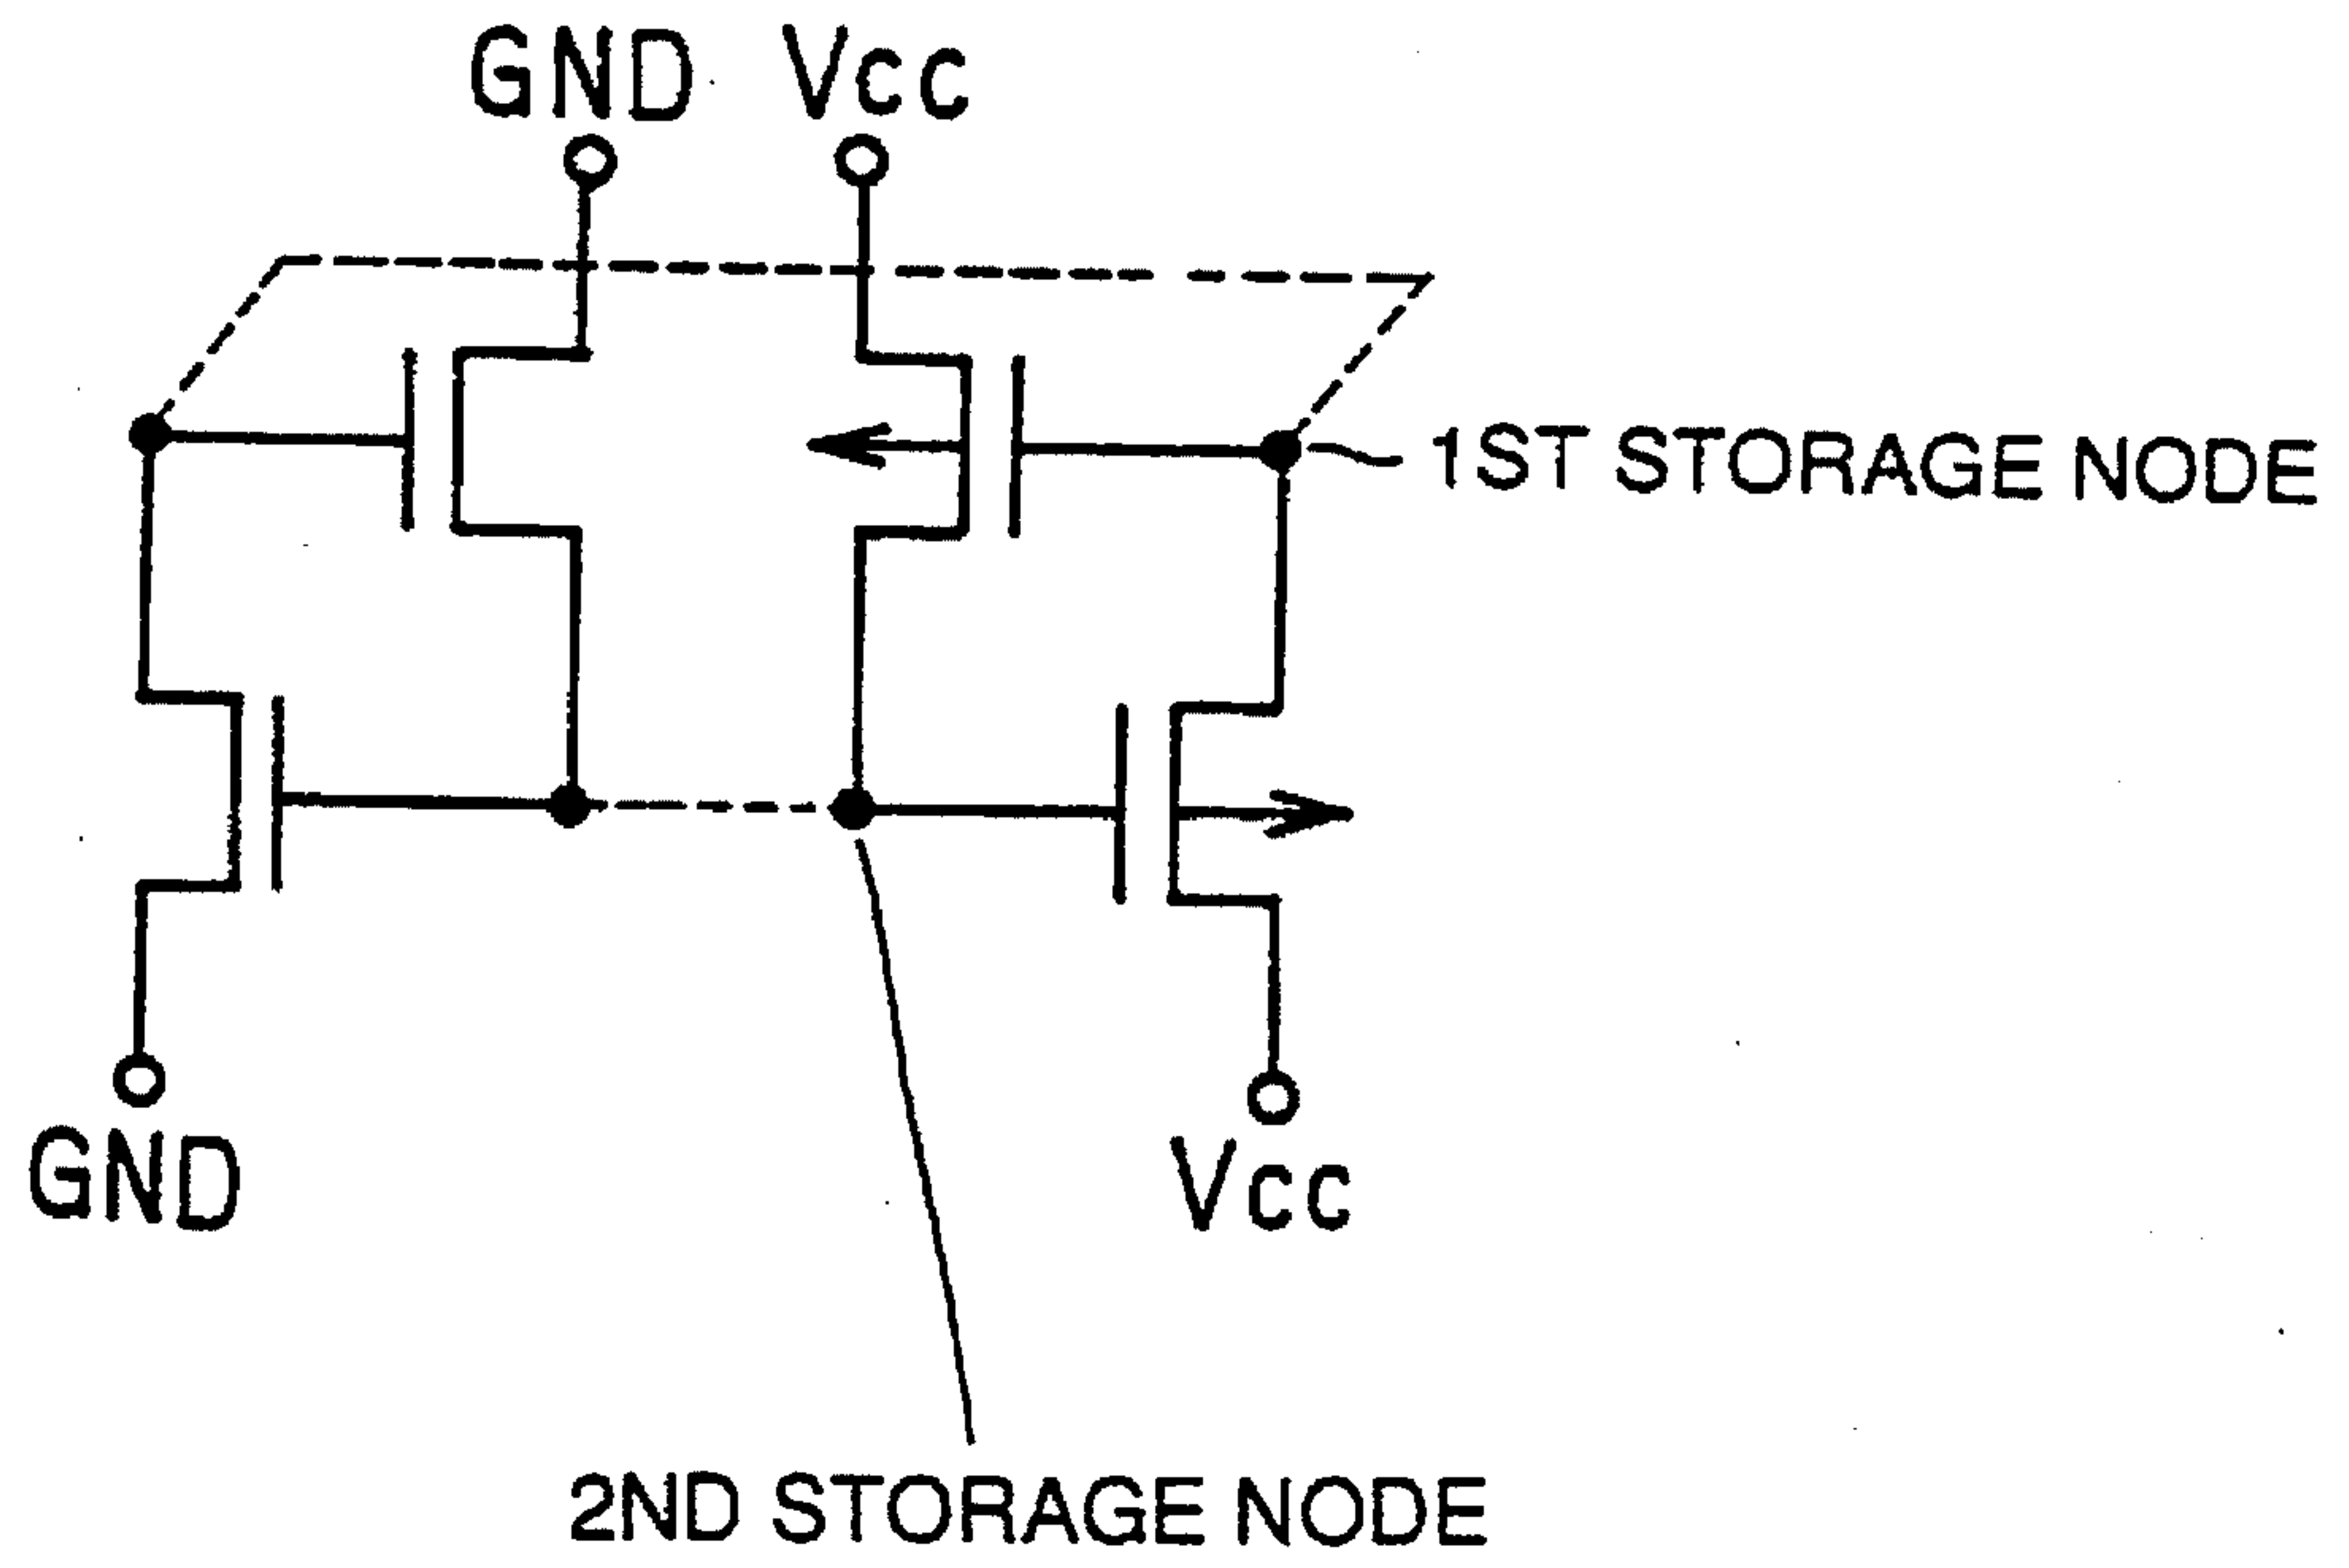 GND Vcc
1ST STORAGE NODE
GND
Vcc
2ND STORAGE NODE